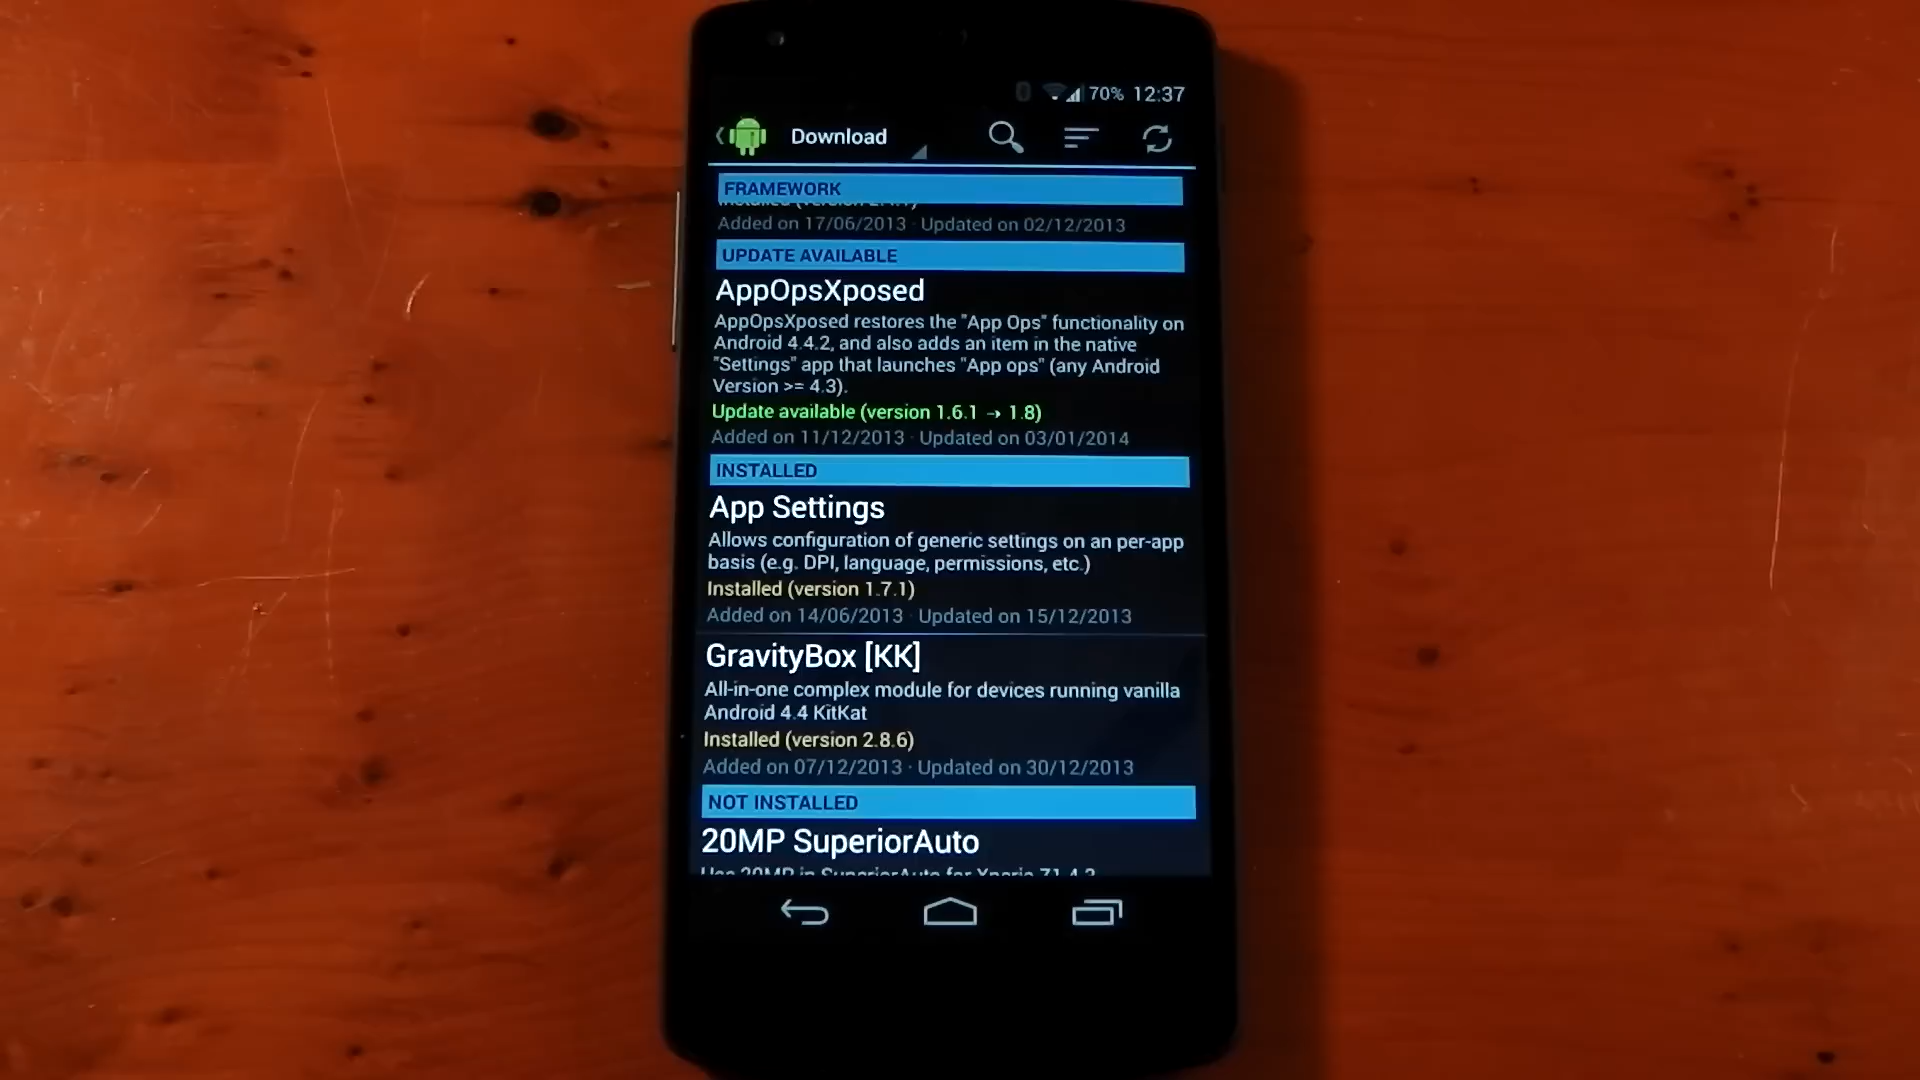 70% 12:37
Download
FRAMEWORK
Added on 17/06/2013 · Updated on 02/12/2013
UPDATE AVAILABLE
AppOpsXposed
AppOpsXposed restores the "App Ops" functionality on
Android 4.4.2, and also adds an item in the native
"Settings" app that launches "App ops" (any Android
Version >= 4.3).
Update available (version 1.6.1 → 1.8)
Added on 11/12/2013 · Updated on 03/01/2014
INSTALLED
App Settings
Allows configuration of generic settings on an per-app
basis (e.g. DPI, language, permissions, etc.)
Installed (version 1.7.1)
Added on 14/06/2013 · Updated on 15/12/2013
GravityBox [KK]
All-in-one complex module for devices running vanilla
Android 4.4 KitKat
Installed (version 2.8.6)
Added on 07/12/2013 · Updated on 30/12/2013
NOT INSTALLED
20MP SuperiorAuto
Use 20MP in SuperiorAuto for Xperia